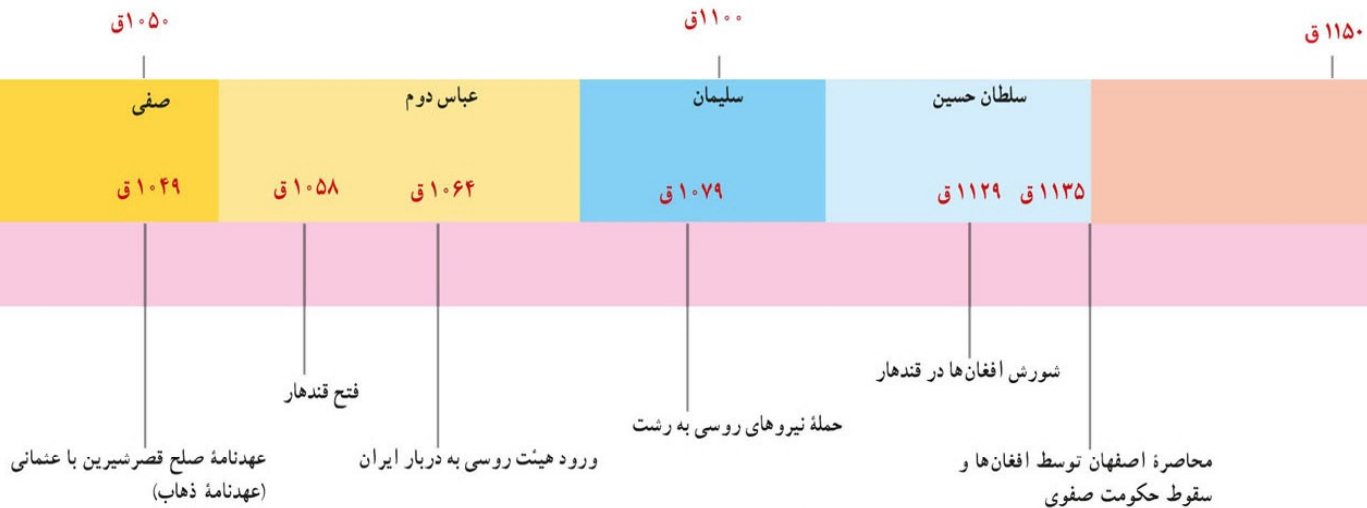 ۱۰۵۰ق
۱۱۰۰ق
۱۱۵۰ ق
صفی
عباس دوم
سلیمان
سلطان حسین
۱۰۴۹ ق
۱۰۵۸ ق
۱۰۶۴ ق
۱۰۷۹ ق
۱۱۲۹ ق
۱۱۳۵ ق
عهدنامهٔ صلح قصرشیرین با عثمانی
(عهدنامهٔ ذهاب)
فتح قندهار
ورود هیئت روسی به دربار ایران
حملهٔ نیروهای روسی به رشت
شورش افغان‌ها در قندهار
محاصرهٔ اصفهان توسط افغان‌ها و
سقوط حکومت صفوی